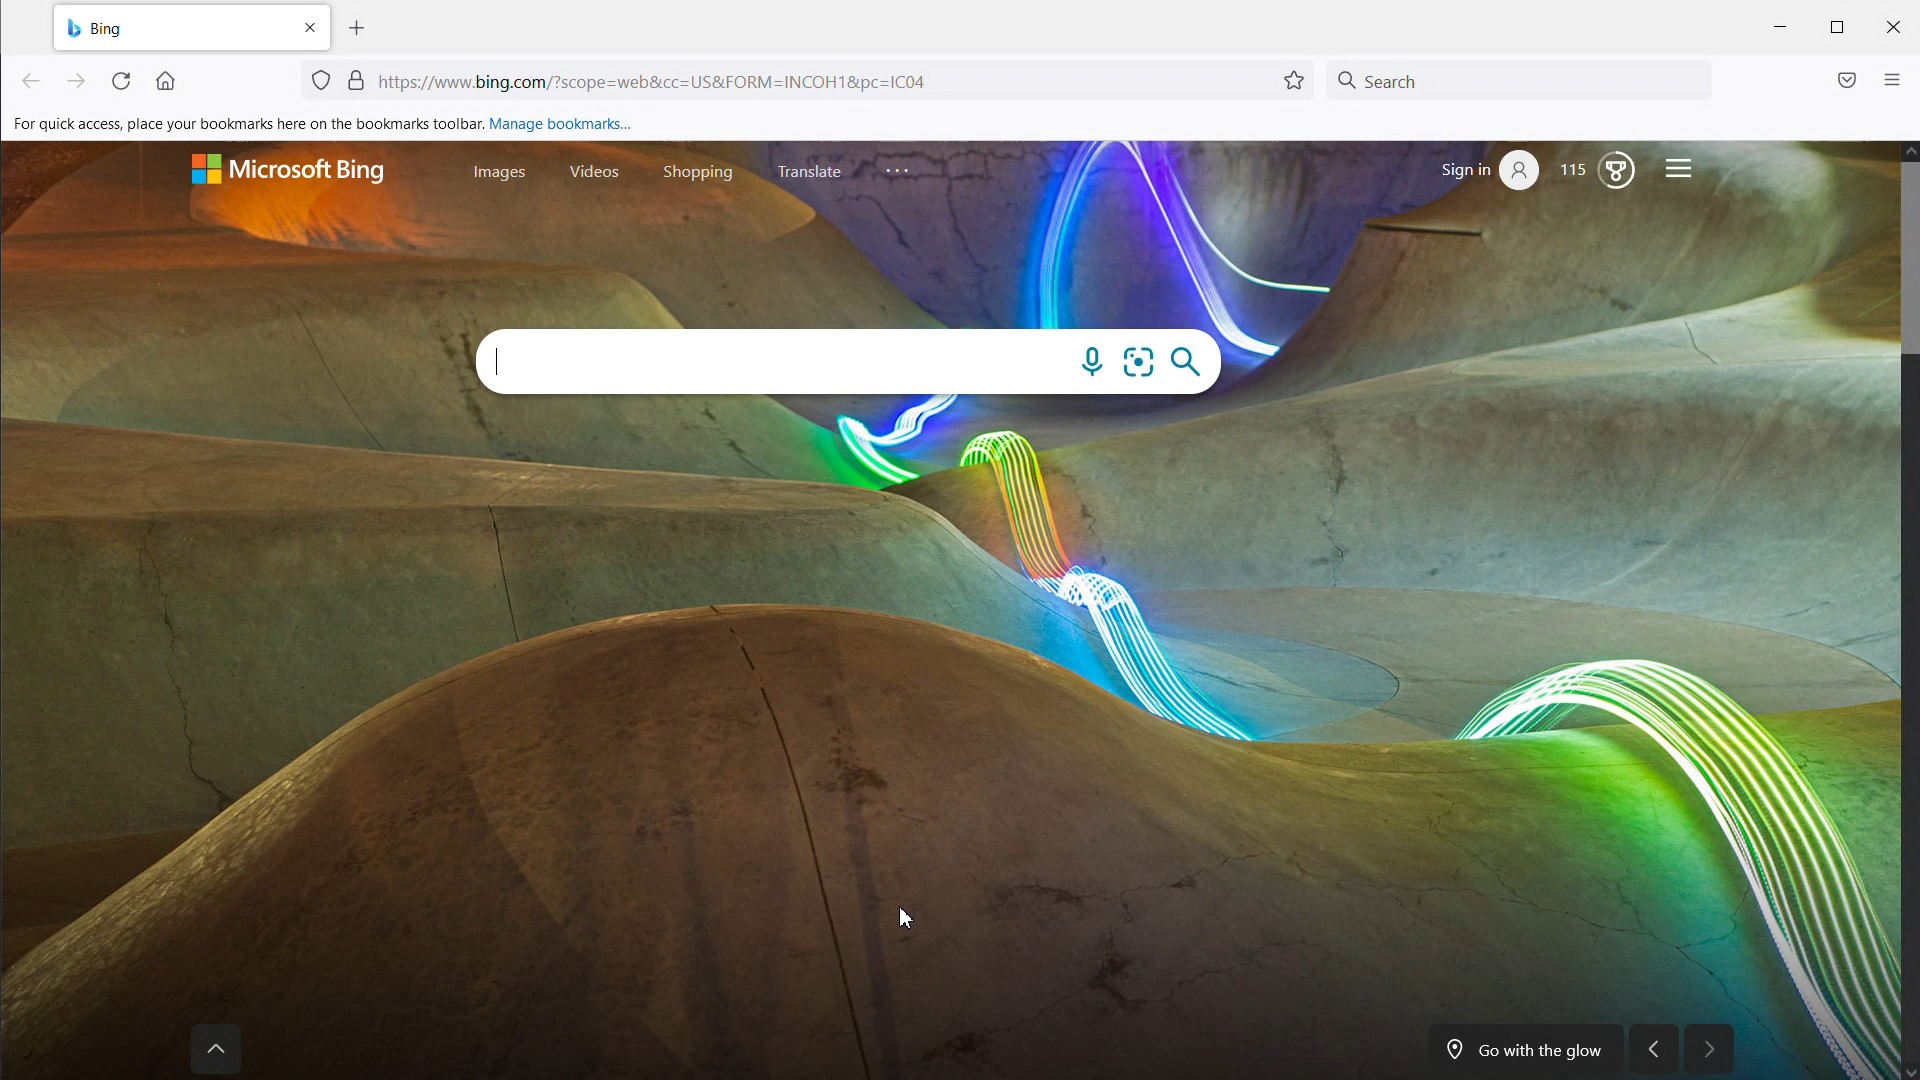 Bing
https://www.bing.com/?scope=web&cc=US&FORM=INCOH1&pc=IC04
Search
For quick access, place your bookmarks here on the bookmarks toolbar. Manage bookmarks...
Microsoft Bing
Images
Videos
Shopping
Translate
...
Sign in
115
Go with the glow